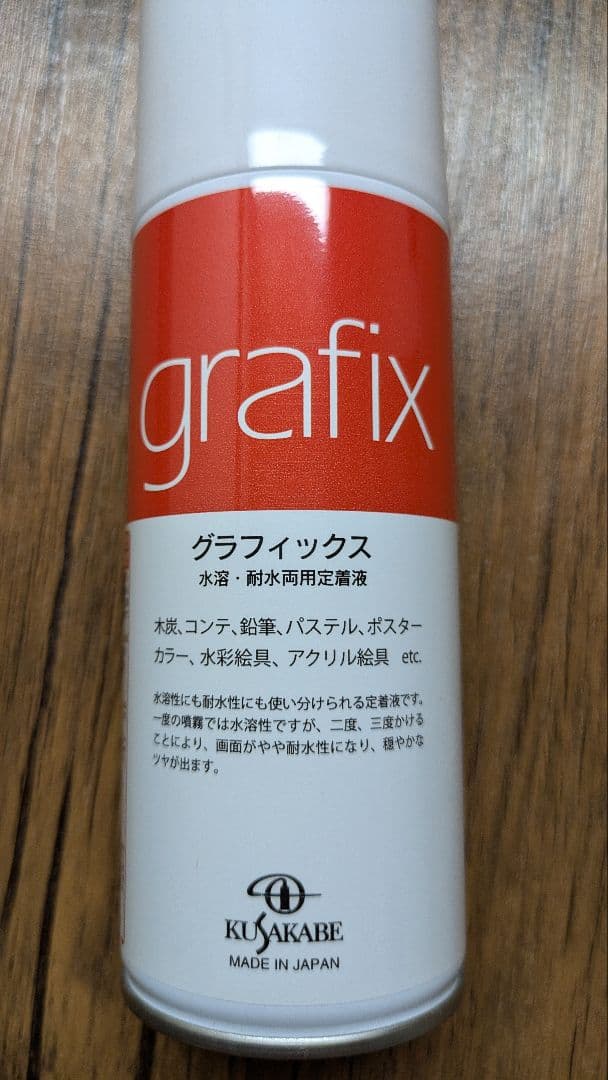 grafix
グラフィックス
水溶・耐水両用定着液
木炭、コンテ、鉛筆、パステル、ポスター
カラー、水彩絵具、アクリル絵具 etc.
水溶性にも耐水性にも使い分けられる定着液です。
一度の噴霧では水溶性ですが、二度、三度かける
ことにより、画面がやや耐水性になり、穏やかな
ツヤが出ます。
KUSAKABE
MADE IN JAPAN